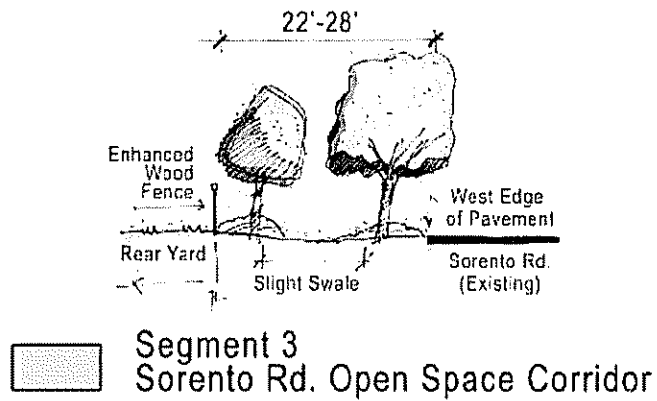 22'-28'
Enhanced
Wood
Fence
West Edge
of Pavement
Rear Yard
Slight Swale
Sorento Rd.
(Existing)
Segment 3
Sorento Rd. Open Space Corridor